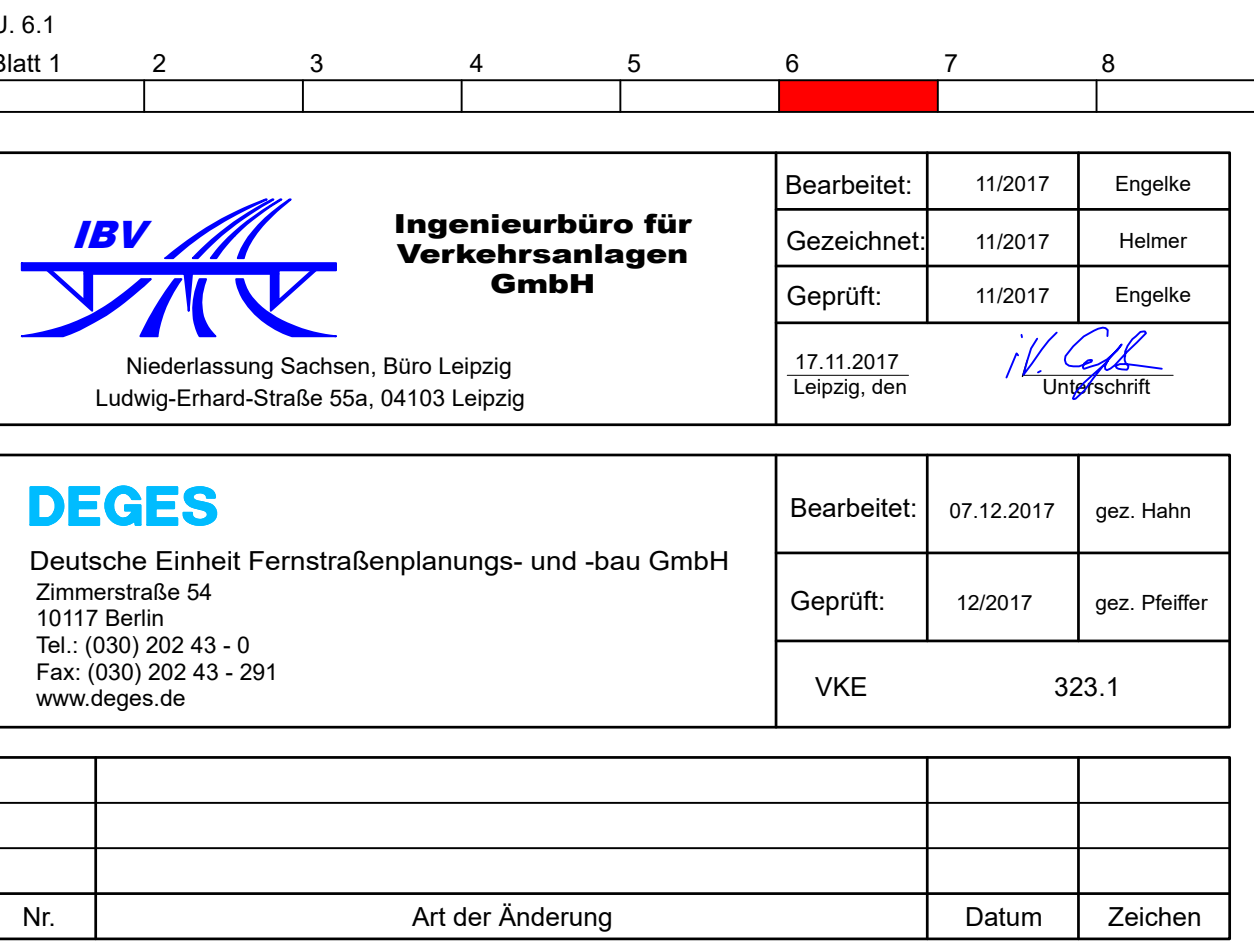 U. 6.1
Blatt 1 2 3 4 5 6 7 8
IBV
Ingenieurbüro für
Verkehrsanlagen
GmbH
Niederlassung Sachsen, Büro Leipzig
Ludwig-Erhard-Straße 55a, 04103 Leipzig
Bearbeitet: 11/2017 Engelke
Gezeichnet: 11/2017 Helmer
Geprüft: 11/2017 Engelke
17.11.2017
Leipzig, den Unterschrift
DEGES
Deutsche Einheit Fernstraßenplanungs- und -bau GmbH
Zimmerstraße 54
10117 Berlin
Tel.: (030) 202 43 - 0
Fax: (030) 202 43 - 291
www.deges.de
Bearbeitet: 07.12.2017 gez. Hahn
Geprüft: 12/2017 gez. Pfeiffer
VKE 323.1
Nr. Art der Änderung Datum Zeichen